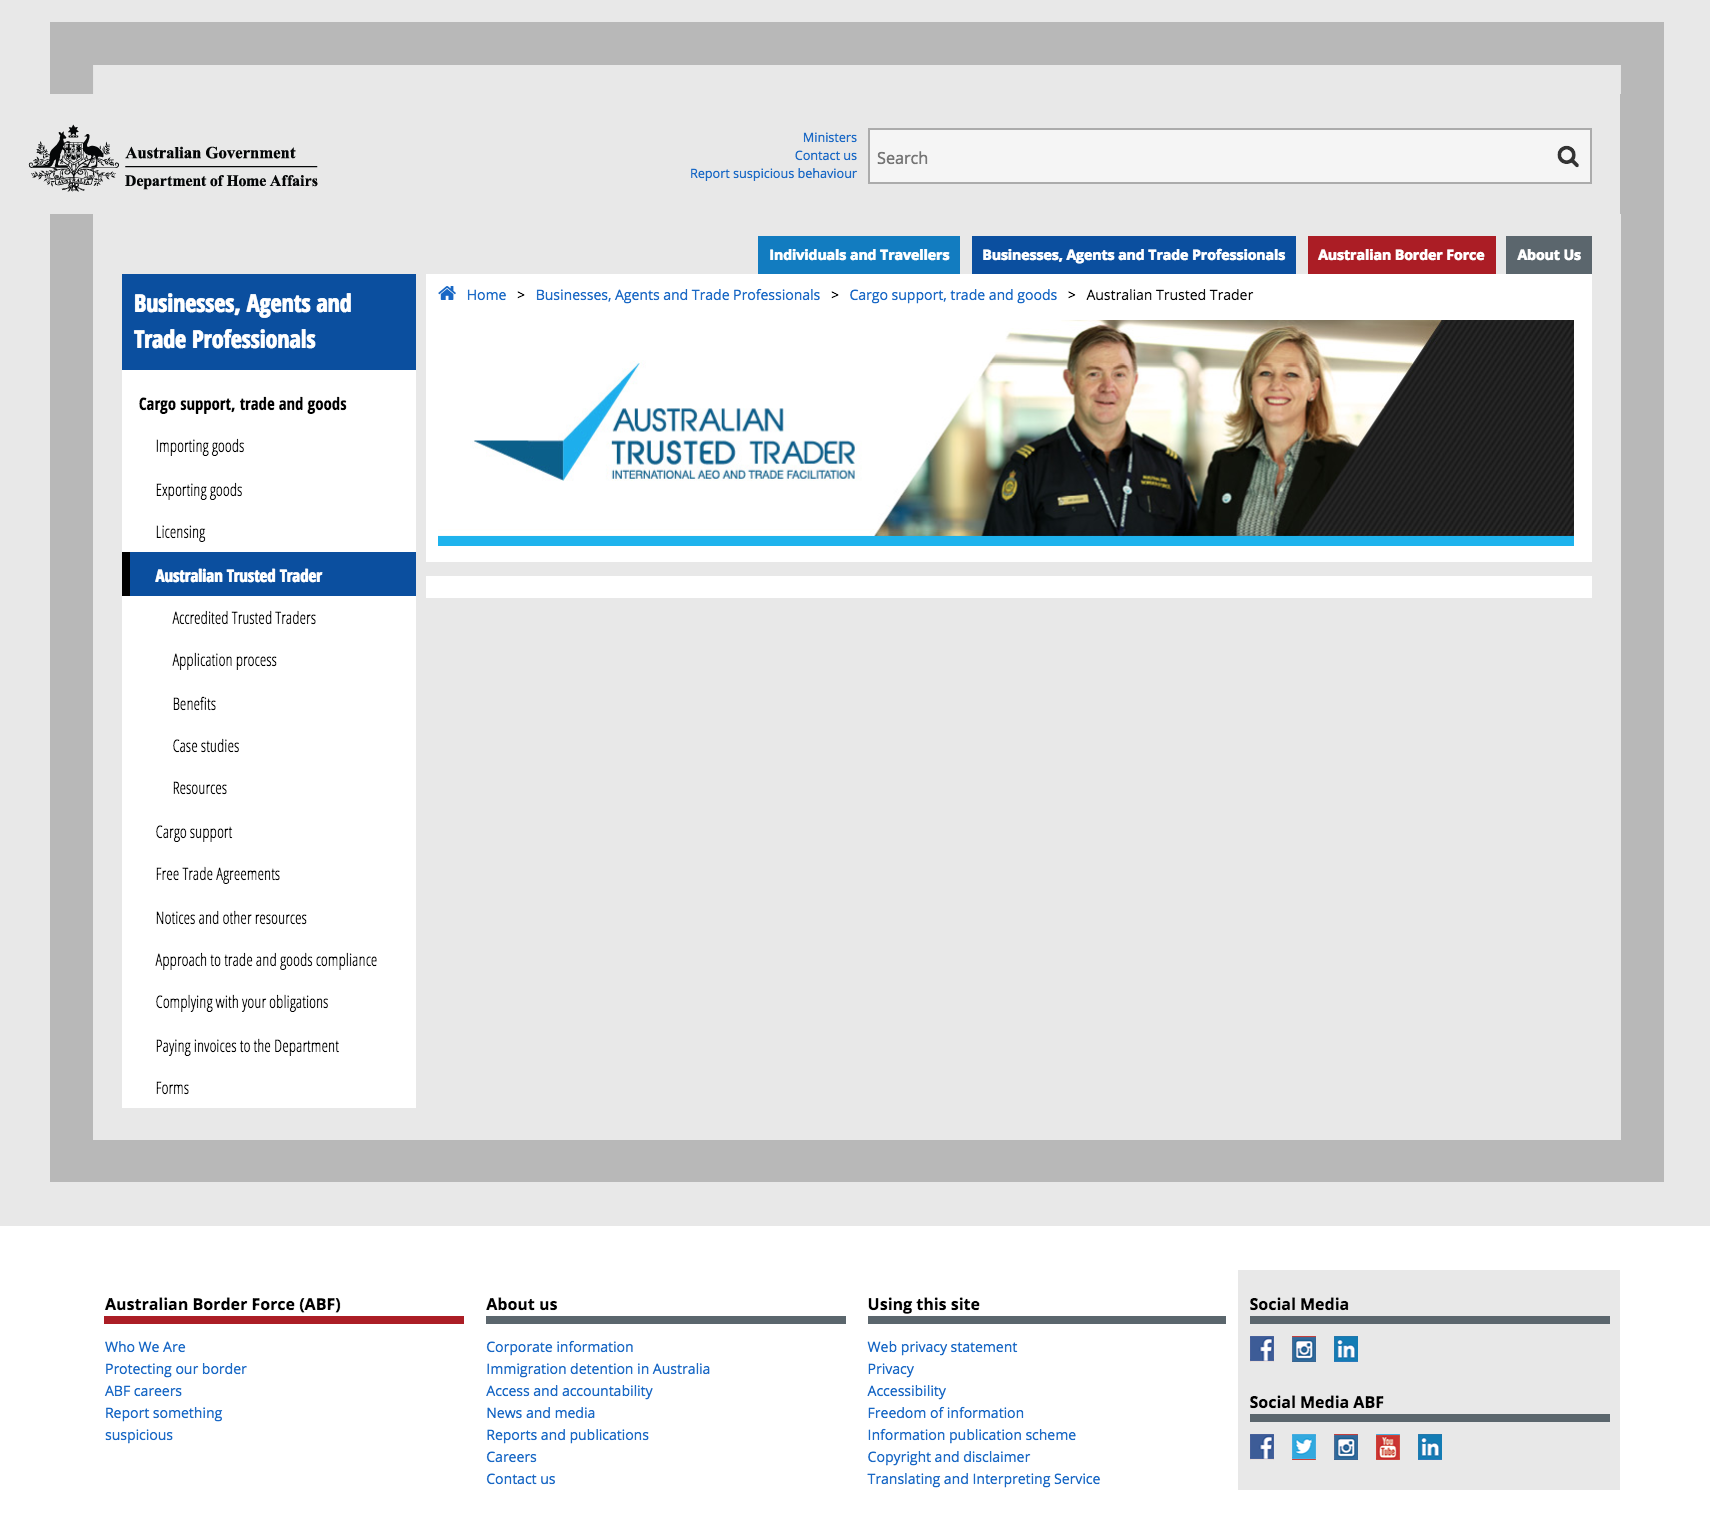 Australian Government
Department of Home Affairs
Ministers
Contact us
Report suspicious behaviour
Search
Individuals and Travellers
Businesses, Agents and Trade Professionals
Australian Border Force
About Us
Businesses, Agents and
Trade Professionals
Cargo support, trade and goods
Importing goods
Exporting goods
Licensing
Australian Trusted Trader
Accredited Trusted Traders
Application process
Benefits
Case studies
Resources
Cargo support
Free Trade Agreements
Notices and other resources
Approach to trade and goods compliance
Complying with your obligations
Paying invoices to the Department
Forms
Home > Businesses, Agents and Trade Professionals > Cargo support, trade and goods > Australian Trusted Trader
AUSTRALIAN
TRUSTED TRADER
INTERNATIONAL AEO AND TRADE FACILITATION
Australian Border Force (ABF)
Who We Are
Protecting our border
ABF careers
Report something
suspicious
About us
Corporate information
Immigration detention in Australia
Access and accountability
News and media
Reports and publications
Careers
Contact us
Using this site
Web privacy statement
Privacy
Accessibility
Freedom of information
Information publication scheme
Copyright and disclaimer
Translating and Interpreting Service
Social Media
in
Social Media ABF
You
Tube
in